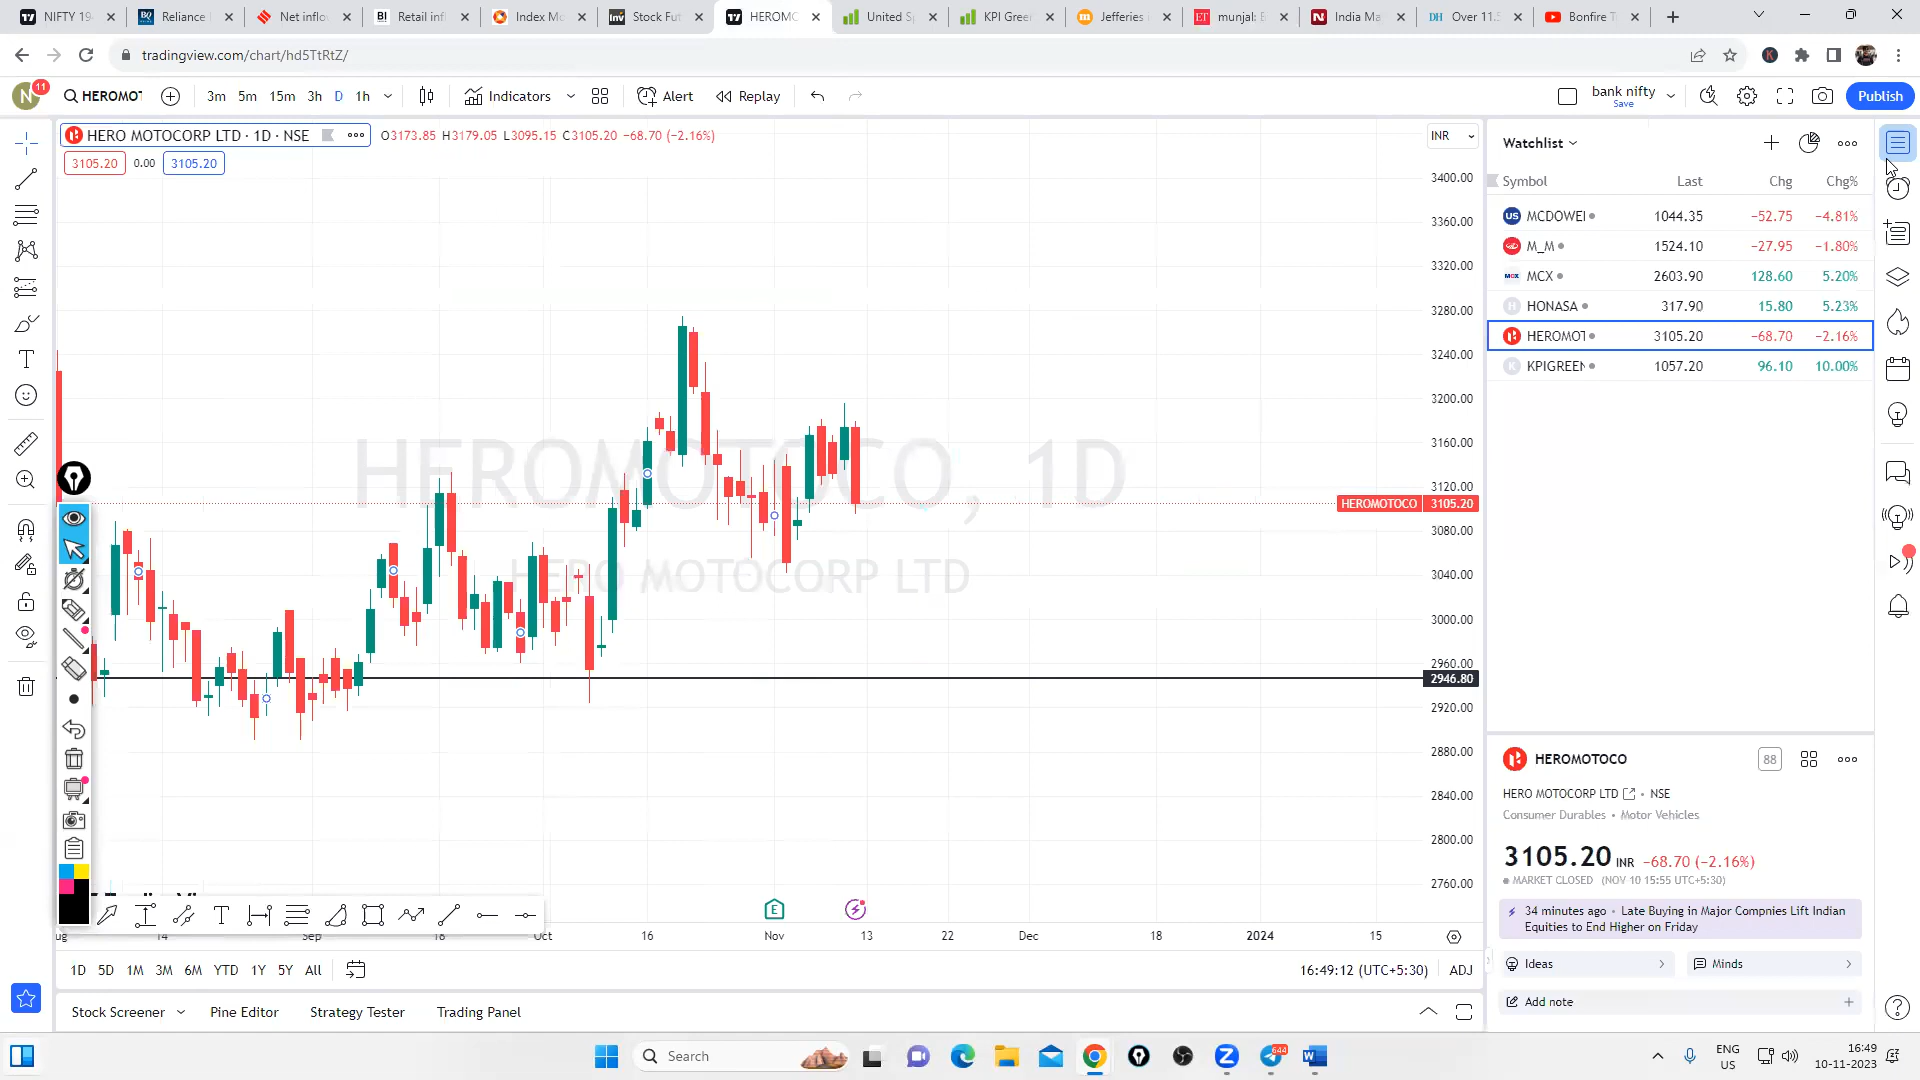 NIFTY 19
Reliance
Net inflov
Retail infl
Index Mo
Stock Fut
HEROMO
United Sp
KPI Green
Jefferies i
munjal: E
India Ma
Over 11.5
Bonfire T
tradingview.com/chart/hd5TtRtZ/
N 11 HEROMOT 3m 5m 15m 3h D 1h Indicators Alert Replay bank nifty Save Publish
HERO MOTOCORP LTD · 1D · NSE O3173.85 H3179.05 L3095.15 C3105.20 −68.70 (−2.16%) INR
3105.20 0.00 3105.20
3400.00
3360.00
3320.00
3280.00
3240.00
3200.00
3160.00
3120.00
HEROMOTOCO 3105.20
3080.00
3040.00
3000.00
2960.00
2946.80
2920.00
2880.00
2840.00
2800.00
2760.00
HEROMOTOCO, 1D
HERO MOTOCORP LTD
14 Sep 18 Oct 16 Nov 13 22 Dec 18 2024 15
1D 5D 1M 3M 6M YTD 1Y 5Y All 16:49:12 (UTC+5:30) ADJ
Stock Screener Pine Editor Strategy Tester Trading Panel
Watchlist
Symbol Last Chg Chg%
MCDOWEI 1044.35 −52.75 −4.81%
M_M 1524.10 −27.95 −1.80%
MCX 2603.90 128.60 5.20%
HONASA 317.90 15.80 5.23%
HEROMOT 3105.20 −68.70 −2.16%
KPIGREEN 1057.20 96.10 10.00%
HEROMOTOCO 88
HERO MOTOCORP LTD • NSE
Consumer Durables • Motor Vehicles
3105.20 INR −68.70 (−2.16%)
MARKET CLOSED (NOV 10 15:55 UTC+5:30)
34 minutes ago • Late Buying in Major Compnies Lift Indian
Equities to End Higher on Friday
Ideas Minds
Add note
Search
644
ENG
US
16:49
10-11-2023